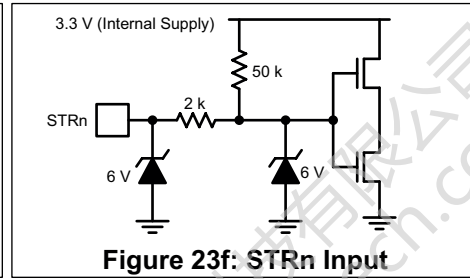 3.3 V (Internal Supply)
50 k
2 k
STRn
6 V
6 V
Figure 23f: STRn Input